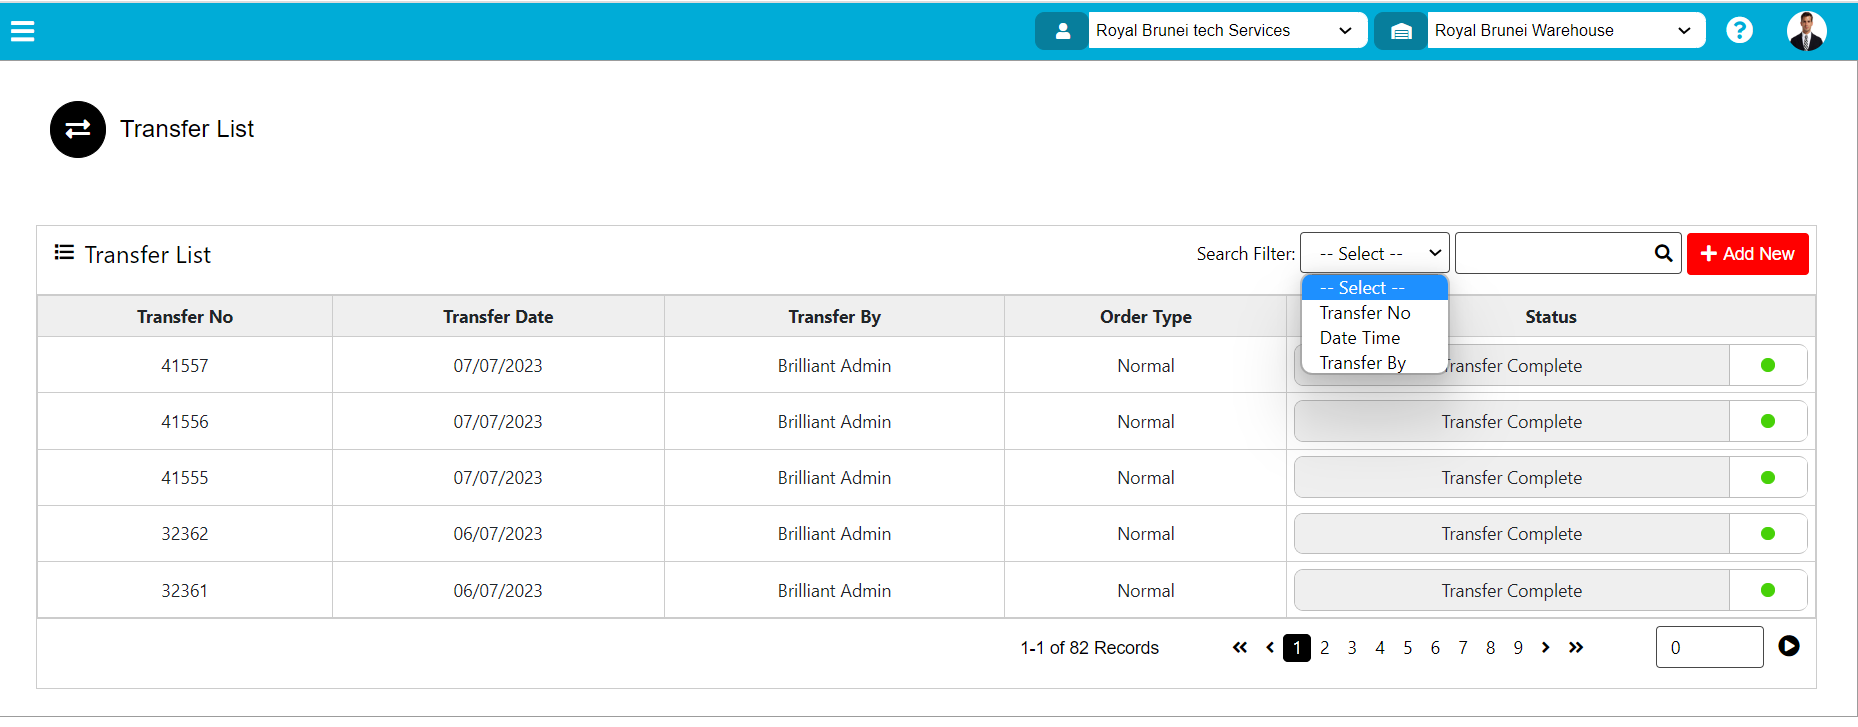 Royal Brunei tech Services Royal Brunei Warehouse ?
Transfer List
Transfer List Search Filter: -- Select -- Add New
-- Select --
Transfer No
Date Time
Transfer By
Transfer No Transfer Date Transfer By Order Type Status
41557 07/07/2023 Brilliant Admin Normal Transfer Complete
41556 07/07/2023 Brilliant Admin Normal Transfer Complete
41555 07/07/2023 Brilliant Admin Normal Transfer Complete
32362 06/07/2023 Brilliant Admin Normal Transfer Complete
32361 06/07/2023 Brilliant Admin Normal Transfer Complete
1-1 of 82 Records « ‹ 1 2 3 4 5 6 7 8 9 › » 0